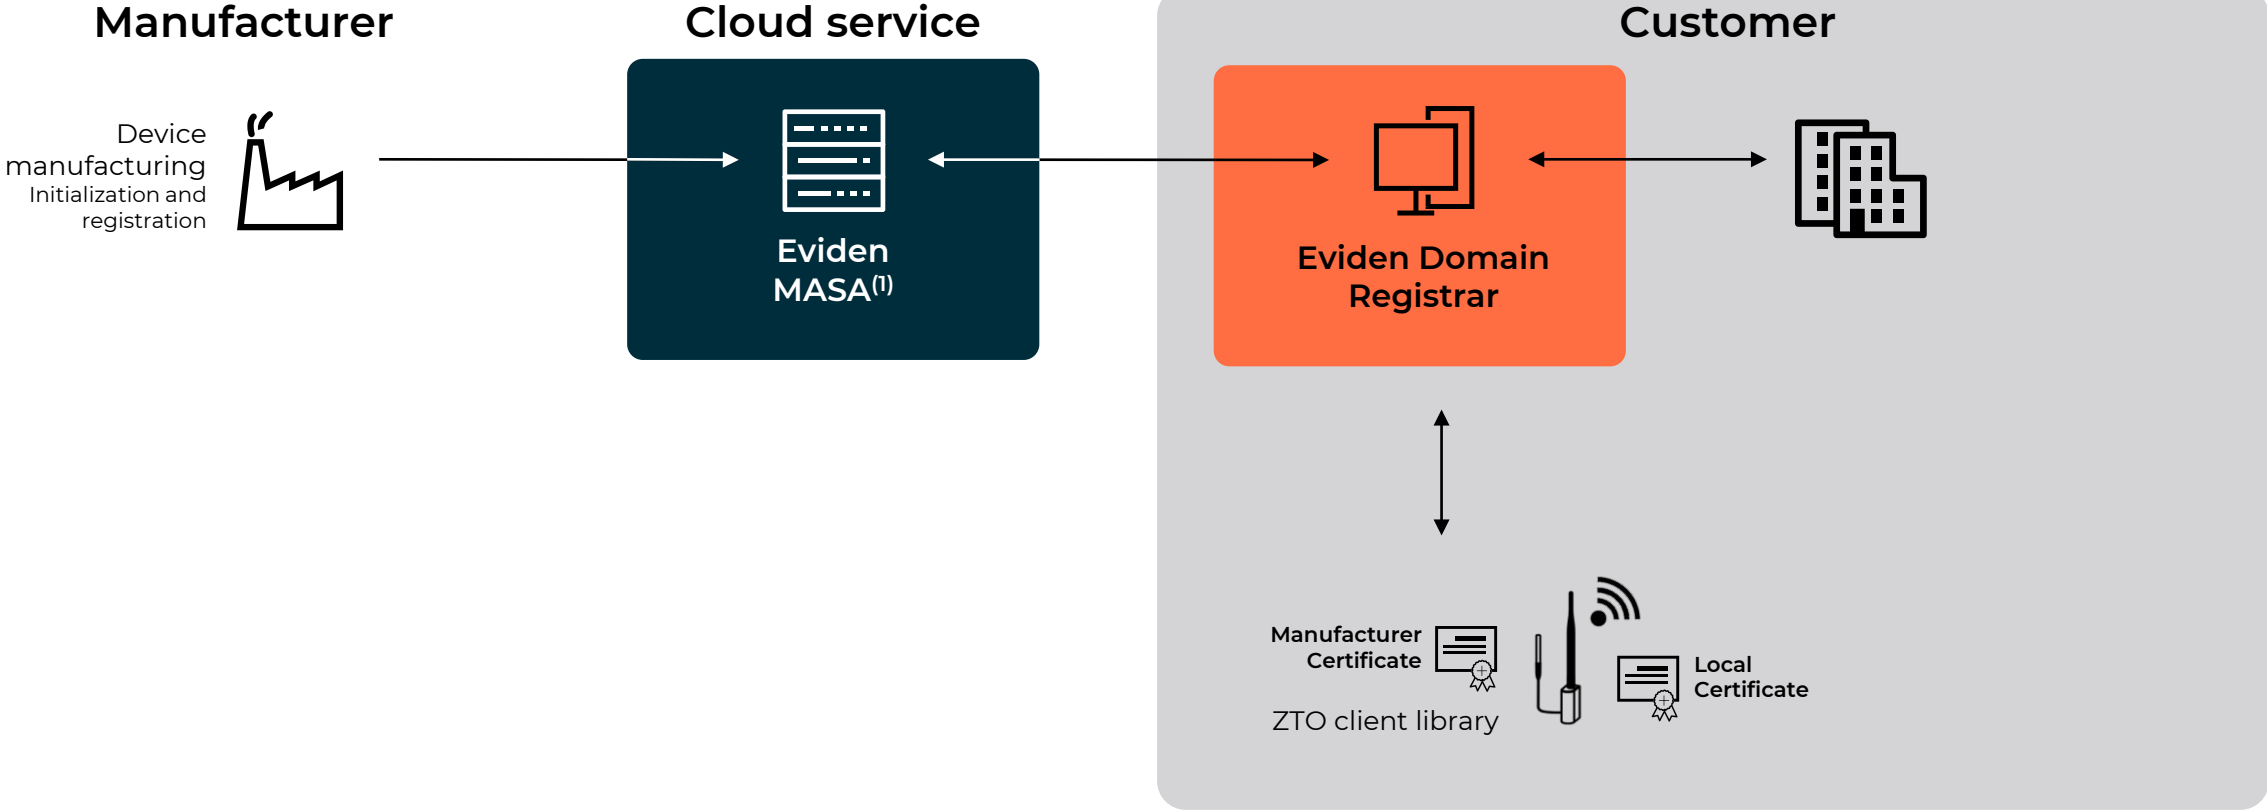 Manufacturer
Cloud service
Customer
Device
manufacturing
Initialization and
registration
Eviden
MASA(1)
Eviden Domain
Registrar
Manufacturer
Certificate
ZTO client library
Local
Certificate